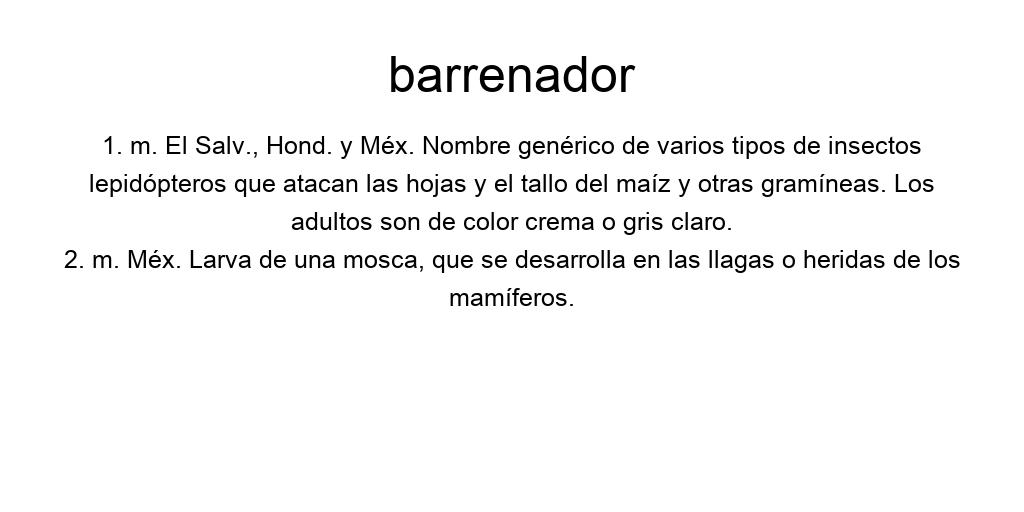 barrenador
1. m. El Salv., Hond. y Méx. Nombre genérico de varios tipos de insectos
lepidópteros que atacan las hojas y el tallo del maíz y otras gramíneas. Los
adultos son de color crema o gris claro.
2. m. Méx. Larva de una mosca, que se desarrolla en las llagas o heridas de los
mamíferos.